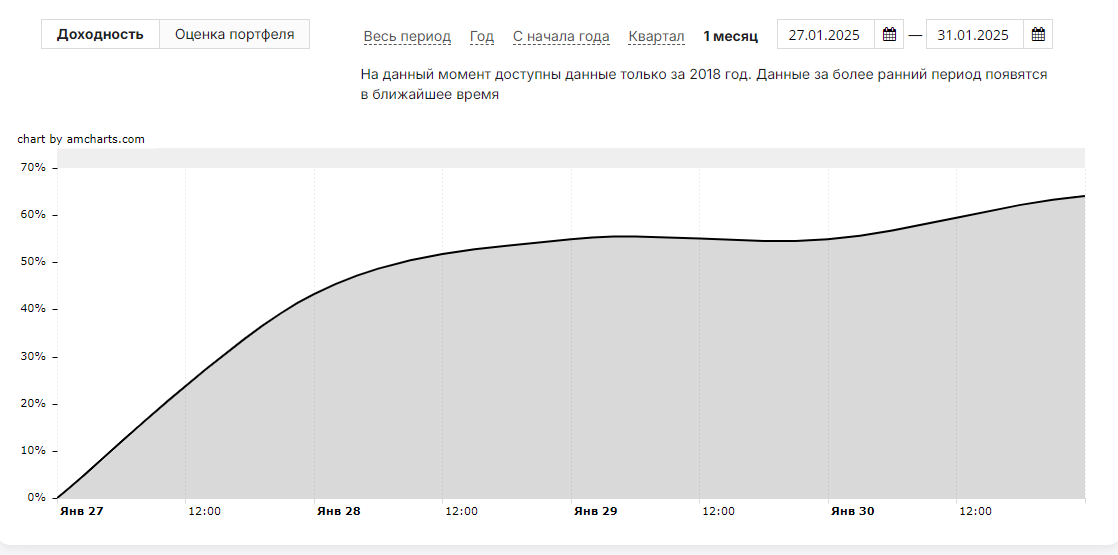 Доходность Оценка портфеля Весь период Год С начала года Квартал 1 месяц 27.01.2025 — 31.01.2025
На данный момент доступны данные только за 2018 год. Данные за более ранний период появятся
в ближайшее время
chart by amcharts.com
70%
60%
50%
40%
30%
20%
10%
0%
Янв 27 12:00 Янв 28 12:00 Янв 29 12:00 Янв 30 12:00